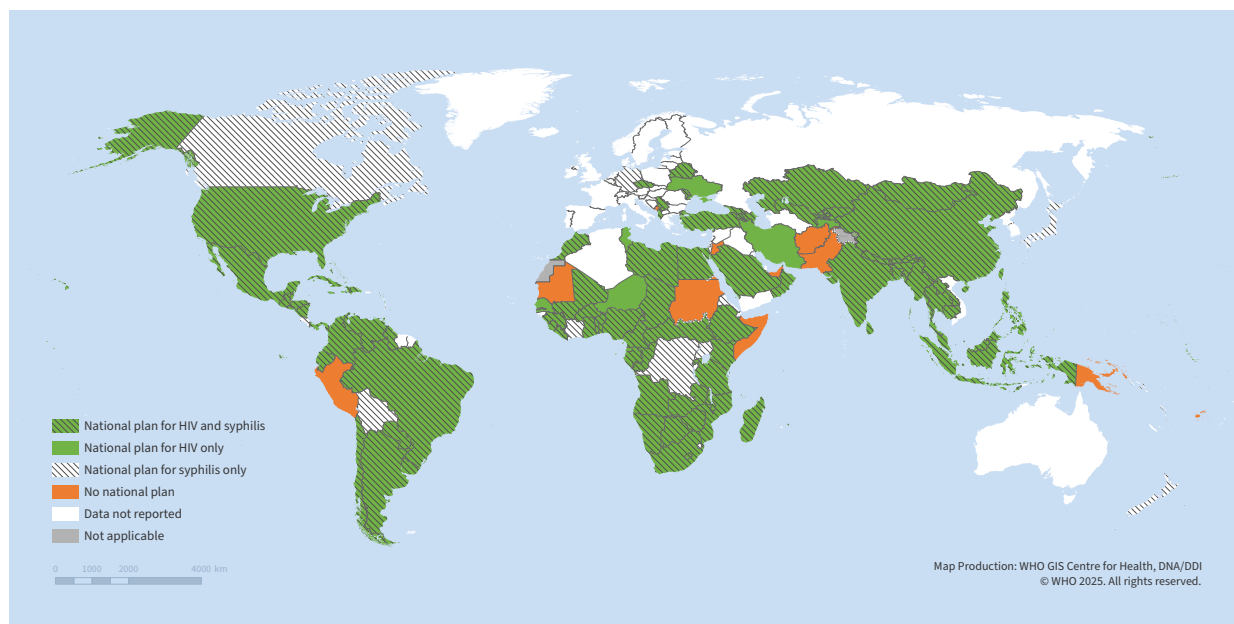 National plan for HIV and syphilis
National plan for HIV only
National plan for syphilis only
No national plan
Data not reported
Not applicable
0 1000 2000 4000 km
Map Production: WHO GIS Centre for Health, DNA/DDI
© WHO 2025. All rights reserved.